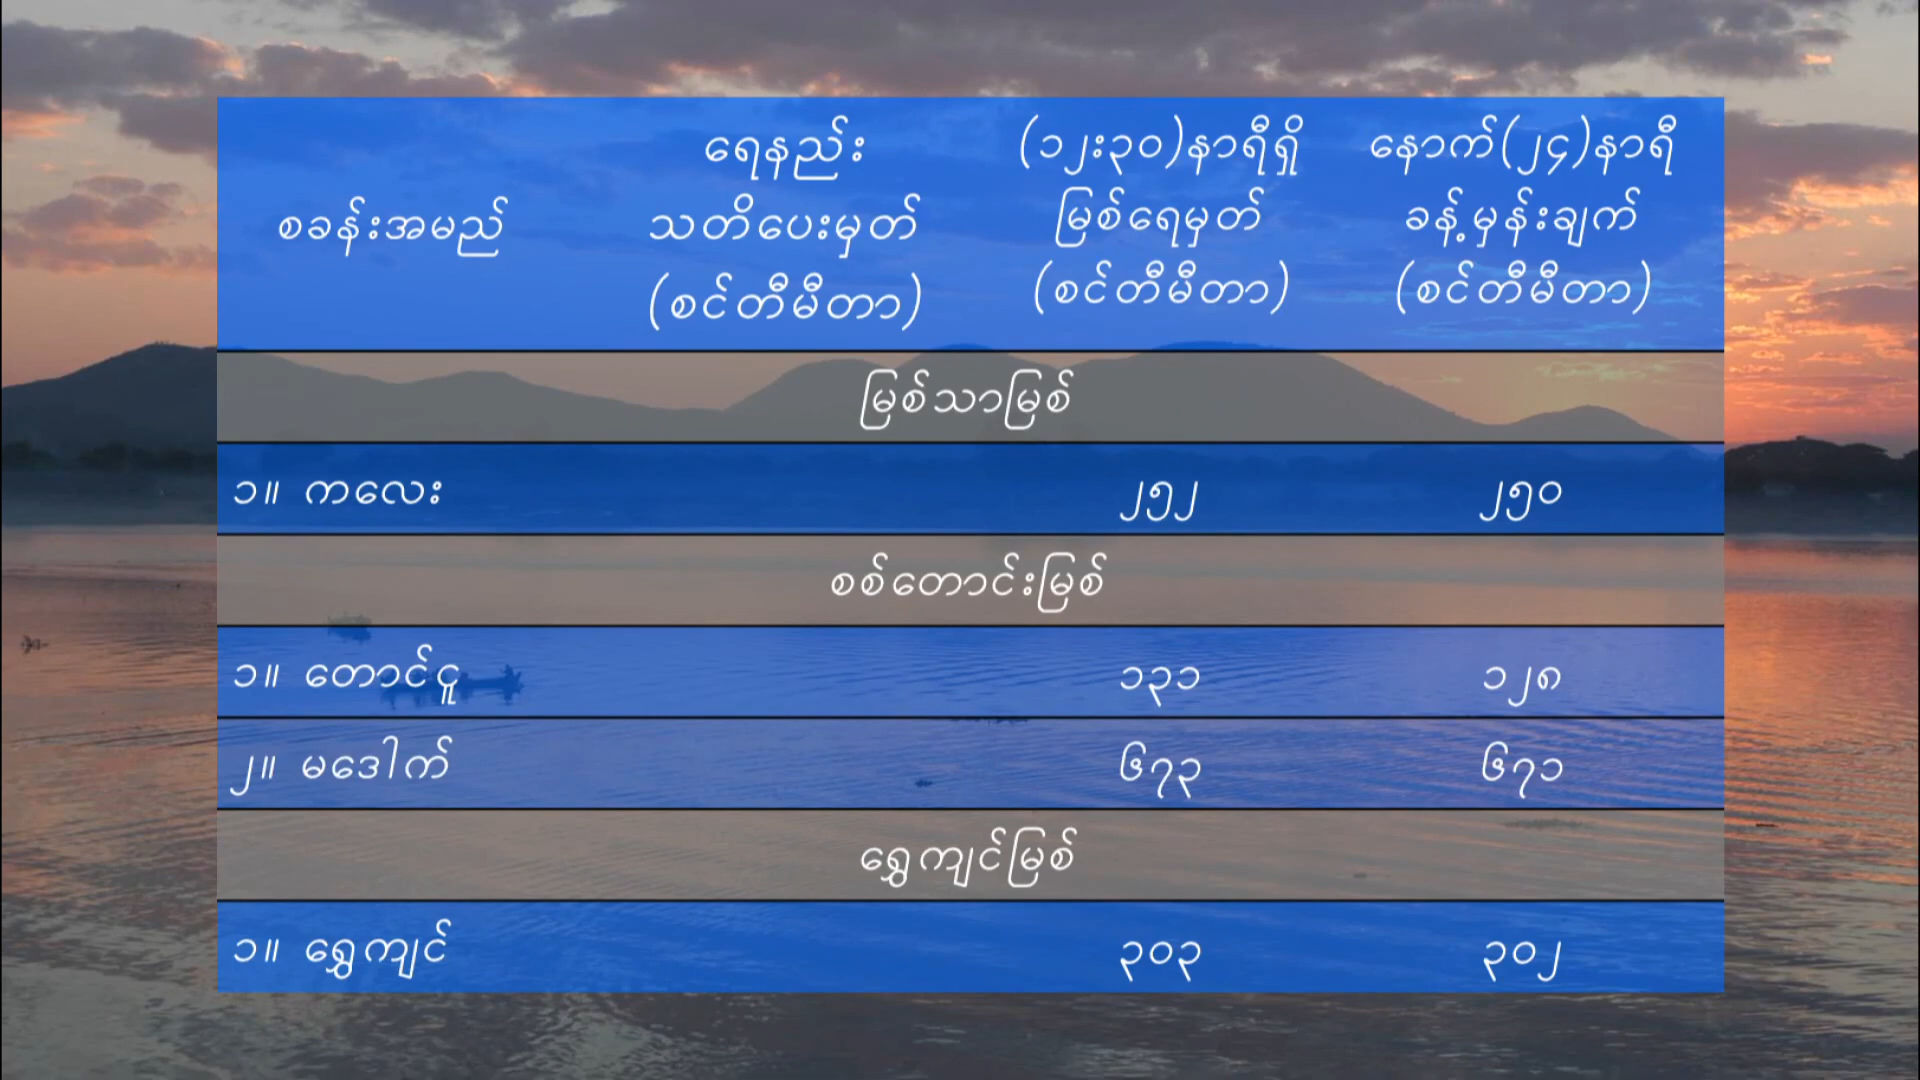 စခန်းအမည်
ရေနည်း
သတိပေးမှတ်
(စင်တီမီတာ)
(၁၂း၃၀)နာရီရှိ
မြစ်ရေမှတ်
(စင်တီမီတာ)
နောက်(၂၄)နာရီ
ခန့်မှန်းချက်
(စင်တီမီတာ)
မြစ်သာမြစ်
၁။ ကလေး ၂၅၂ ၂၅၀
စစ်တောင်းမြစ်
၁။ တောင်ငူ ၁၃၁ ၁၂၈
၂။ မဒေါက် ၆၇၃ ၆၇၁
ရွှေကျင်မြစ်
၁။ ရွှေကျင် ၃၀၃ ၃၀၂